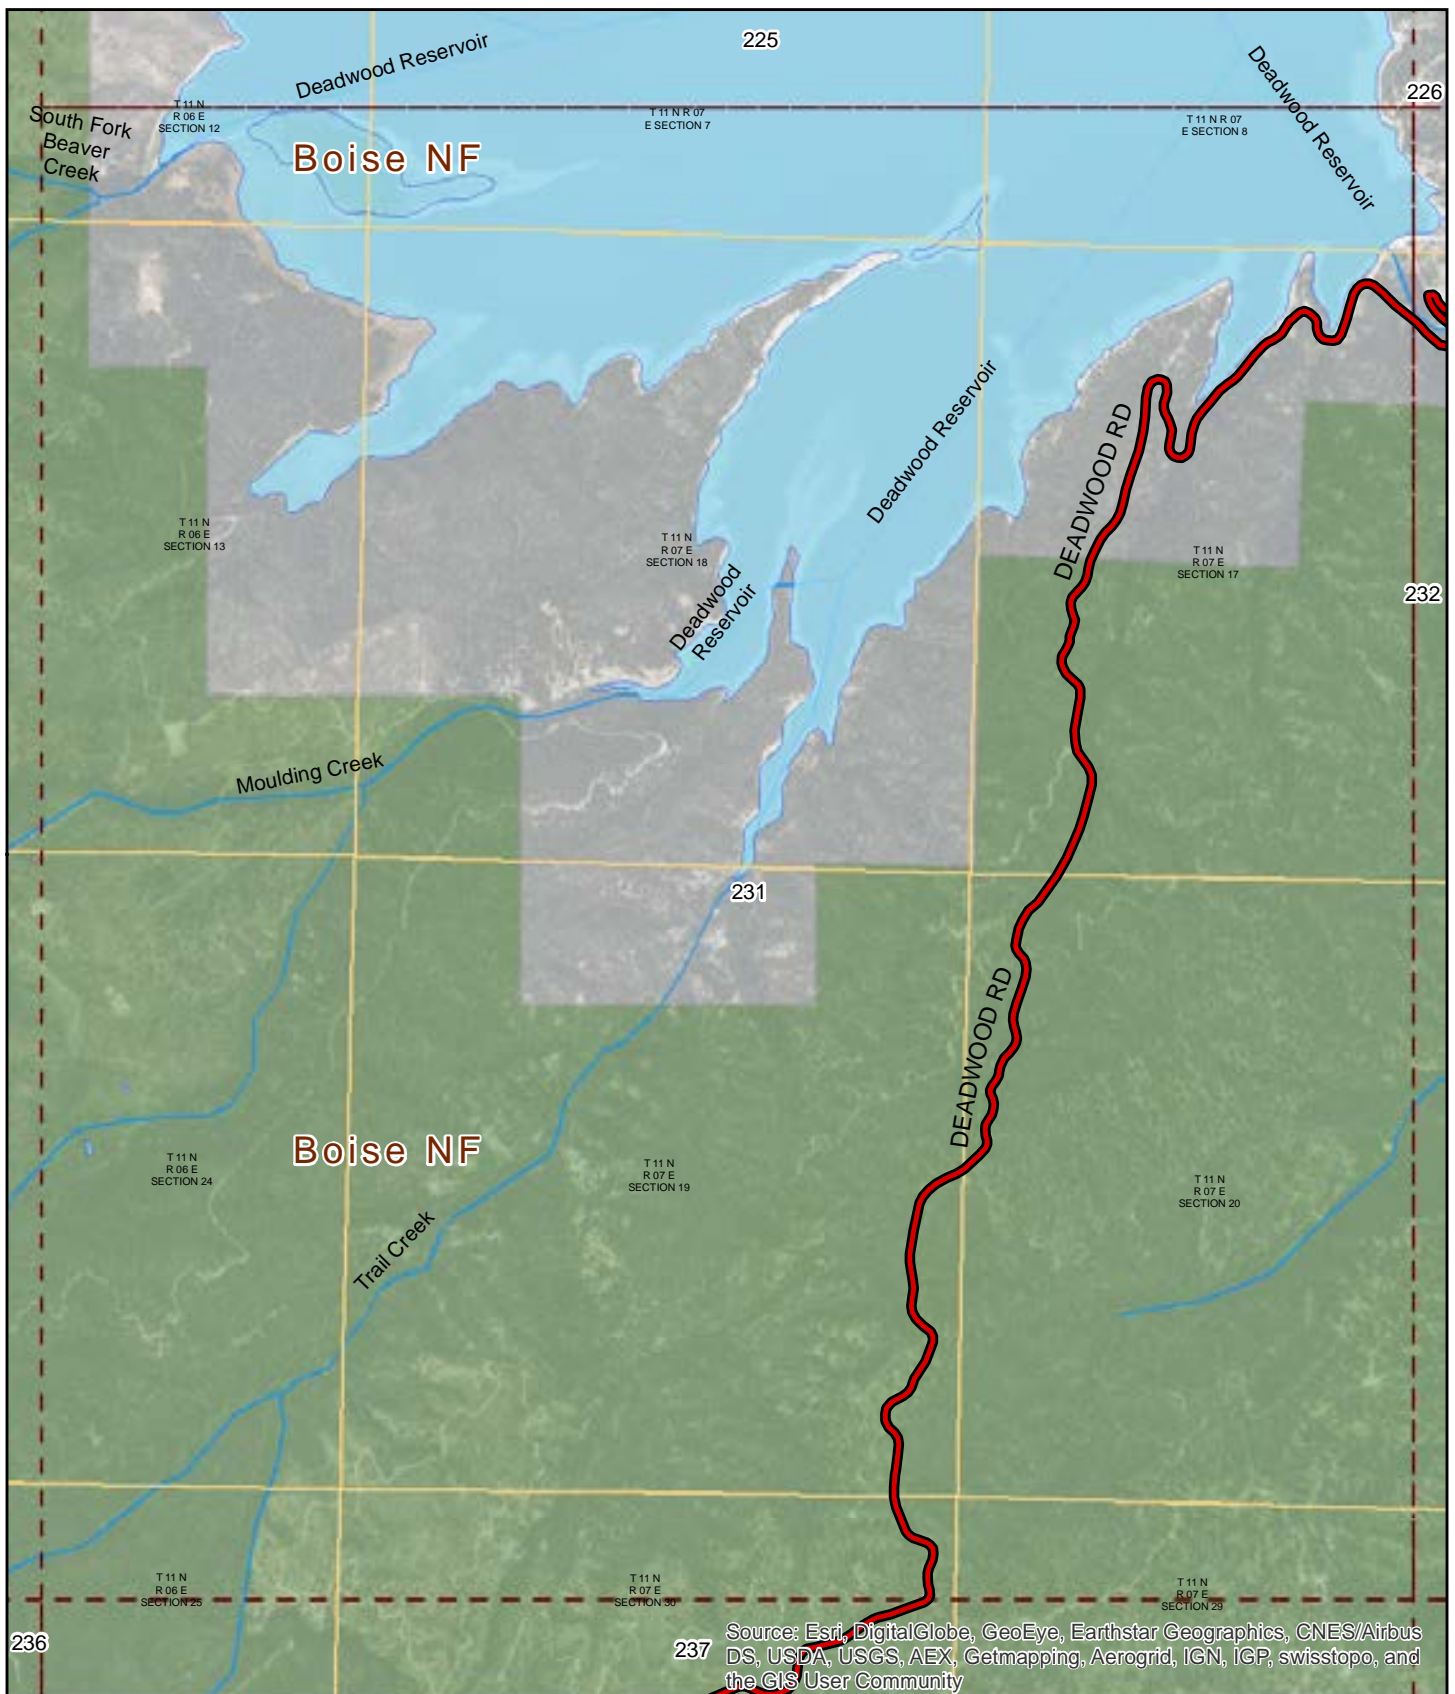 225
Deadwood Reservoir
Deadwood Reservoir
226
T 11 N
R 06 E
SECTION 12
T 11 N R 07
E SECTION 7
T 11 N R 07
E SECTION 8
South Fork
Beaver
Creek
Boise NF
Deadwood Reservoir
DEADWOOD RD
T 11 N
R 06 E
SECTION 13
T 11 N
R 07 E
SECTION 18
T 11 N
R 07 E
SECTION 17
Deadwood
Reservoir
232
Moulding Creek
231
DEADWOOD RD
Boise NF
T 11 N
R 06 E
SECTION 24
T 11 N
R 07 E
SECTION 19
T 11 N
R 07 E
SECTION 20
Trail Creek
T 11 N
R 06 E
SECTION 25
T 11 N
R 07 E
SECTION 30
T 11 N
R 07 E
SECTION 29
236
237
Source: Esri, DigitalGlobe, GeoEye, Earthstar Geographics, CNES/Airbus
DS, USDA, USGS, AEX, Getmapping, Aerogrid, IGN, IGP, swisstopo, and
the GIS User Community